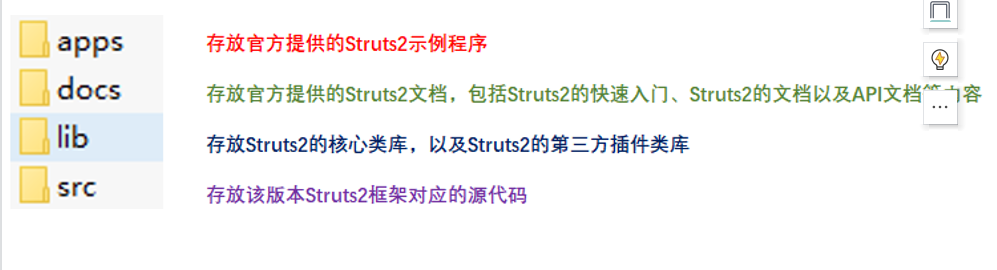 apps 存放官方提供的Struts2示例程序
docs 存放官方提供的Struts2文档，包括Struts2的快速入门、Struts2的文档以及API文档等内容
lib 存放Struts2的核心类库，以及Struts2的第三方插件类库
src 存放该版本Struts2框架对应的源代码